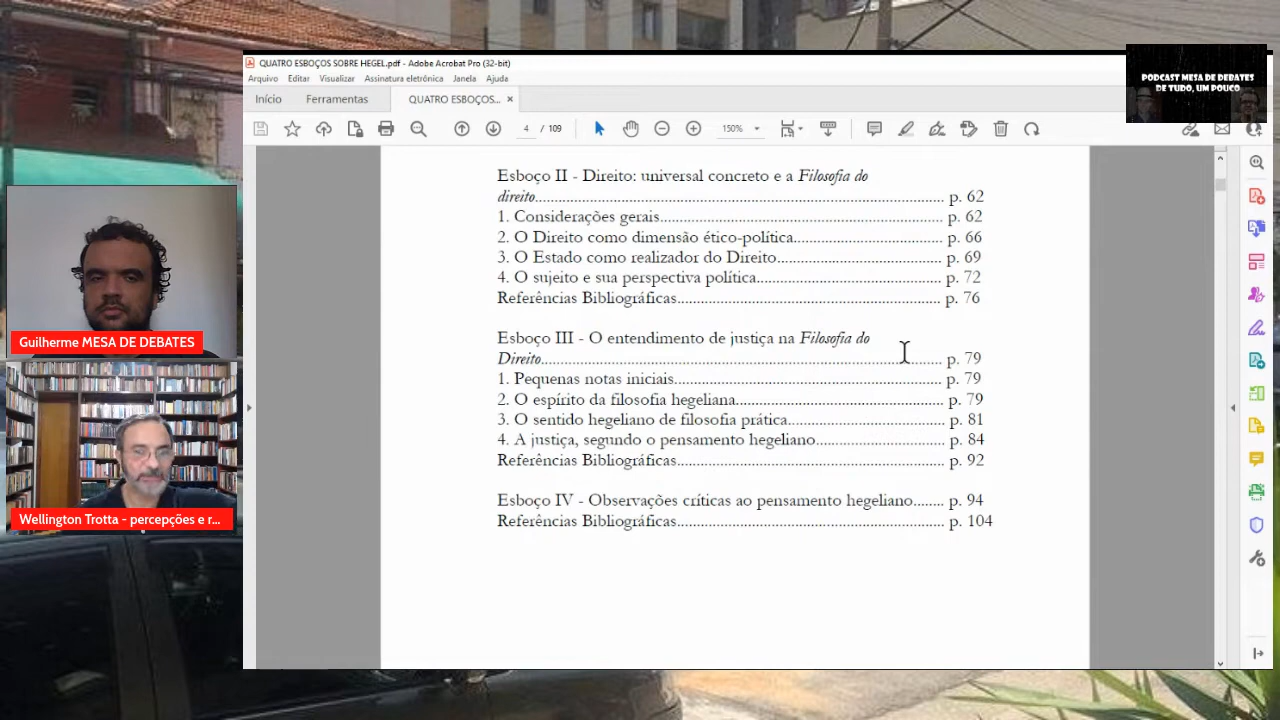 QUATRO ESBOÇOS SOBRE HEGEL.pdf - Adobe Acrobat Pro (32-bit)
Arquivo Editar Visualizar Assinatura eletrônica Janela Ajuda
Início Ferramentas QUATRO ESBOÇOS... ×
4 / 109 150%
PODCAST MESA DE DEBATES
DE TUDO, UM POUCO
Esboço II - Direito: universal concreto e a Filosofia do
direito.................................................................................. p. 62
1. Considerações gerais................................................................ p. 62
2. O Direito como dimensão ético-política.................................... p. 66
3. O Estado como realizador do Direito........................................ p. 69
4. O sujeito e sua perspectiva política............................................ p. 72
Referências Bibliográficas............................................................ p. 76
Esboço III - O entendimento de justiça na Filosofia do
Direito.................................................................................. p. 79
1. Pequenas notas iniciais............................................................. p. 79
2. O espírito da filosofia hegeliana................................................ p. 79
3. O sentido hegeliano de filosofia prática..................................... p. 81
4. A justiça, segundo o pensamento hegeliano.............................. p. 84
Referências Bibliográficas............................................................ p. 92
Esboço IV - Observações críticas ao pensamento hegeliano....... p. 94
Referências Bibliográficas............................................................ p. 104
Guilherme MESA DE DEBATES
Wellington Trotta - percepções e r...